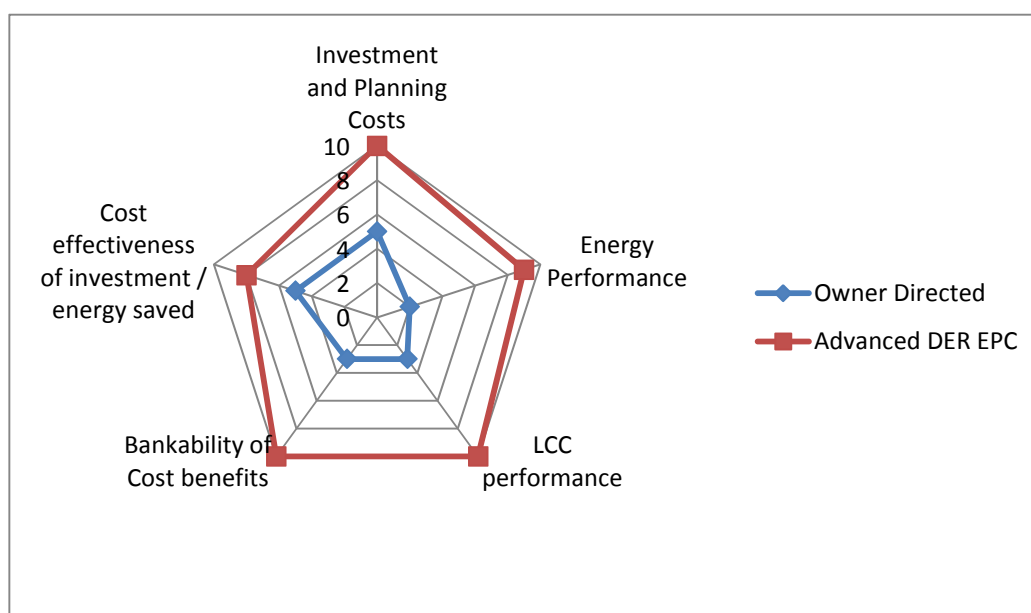 Investment
and Planning
Costs
10
8
6
4
2
0
Energy
Performance
LCC
performance
Bankability of
Cost benefits
Cost
effectiveness
of investment /
energy saved
Owner Directed
Advanced DER EPC